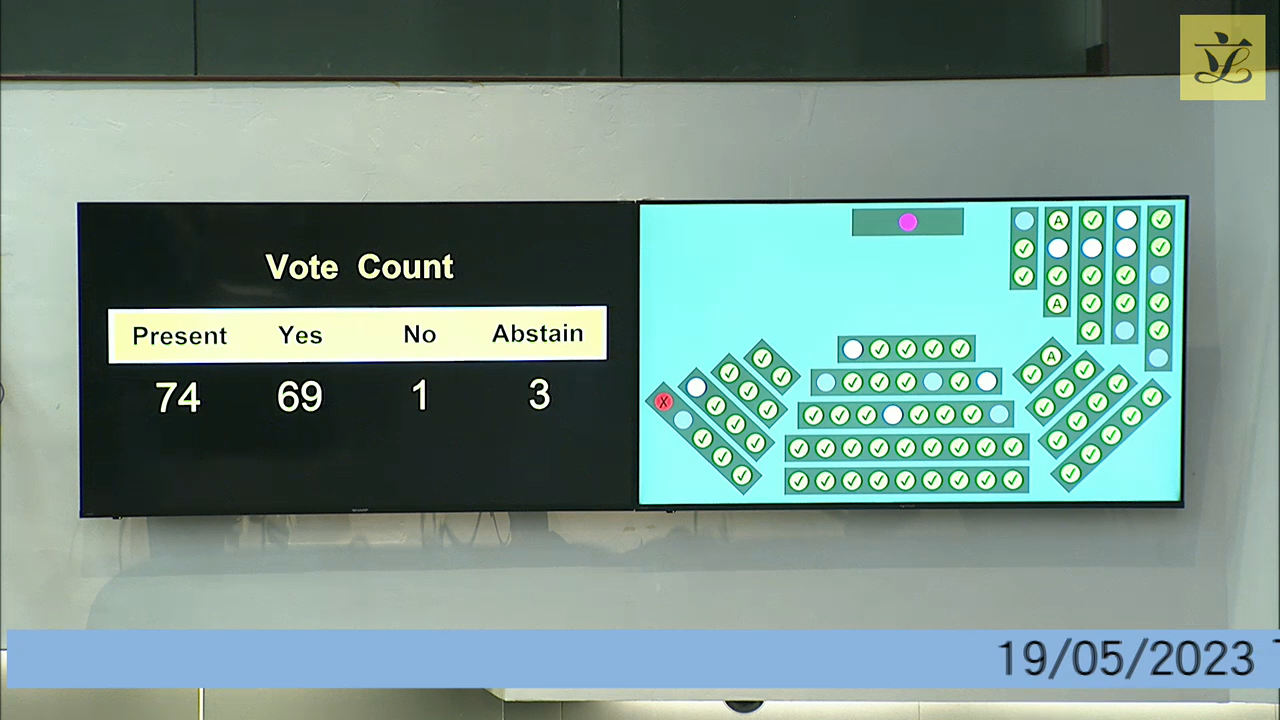 Vote Count
Present Yes No Abstain
74 69 1 3
A
A
A
X
19/05/2023